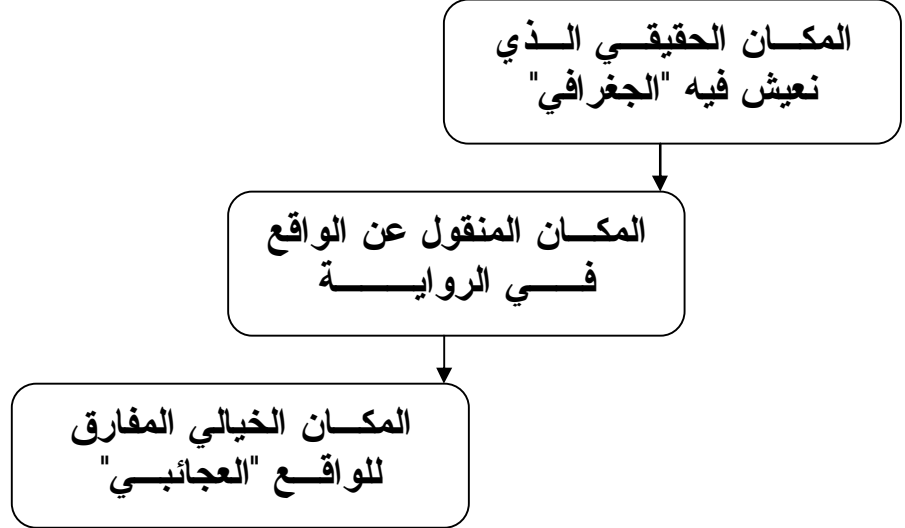 المكان الحقيقي الذي
نعيش فيه "الجغرافي"
المكان المنقول عن الواقع
في الرواية
المكان الخيالي المفارق
للواقع "العجائبي"